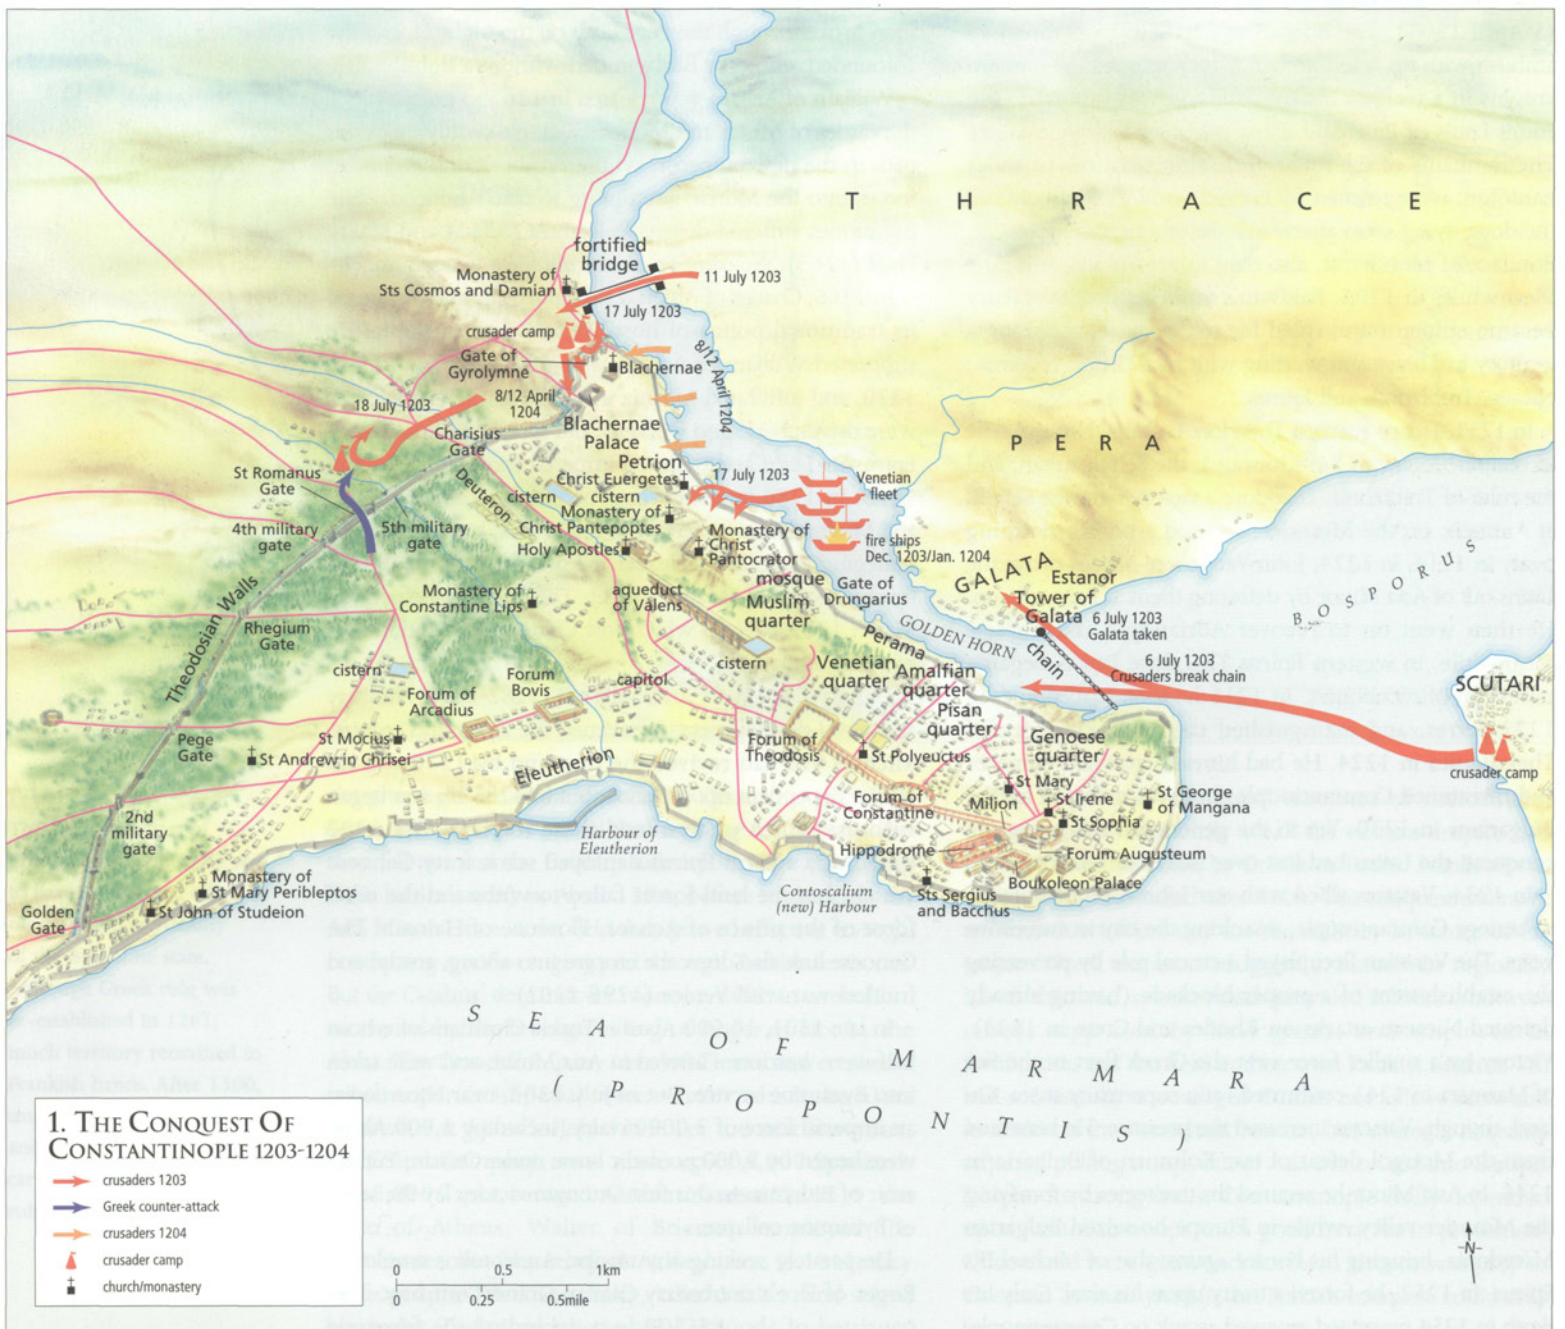 T H R A C E
fortified
bridge
Monastery of
Sts Cosmos and Damian
11 July 1203
17 July 1203
crusader camp
Gate of
Gyrolymne
Blachernae
8/12 April 1204
18 July 1203
8/12 April
1204
Charisius
Gate
Blachernae
Palace
P E R A
Petrion
St Romanus
Gate
Deuteron
Christ Euergetes
17 July 1203
Venetian
fleet
cistern
cistern
4th military
gate
5th military
gate
Monastery of
Christ Pantepoptes
Holy Apostles
Monastery of
Christ
Pantocrator
fire ships
Dec. 1203/Jan. 1204
mosque
Gate of
Drungarius
GALATA
Estanor
Tower of
Galata
BOSPORUS
Theodosian Walls
Monastery of
Constantine Lips
aqueduct
of Valens
Muslim
quarter
6 July 1203
Galata taken
Rhegium
Gate
Perama
GOLDEN HORN
chain
6 July 1203
Crusaders break chain
cistern
cistern
Venetian
quarter
Amalfian
quarter
SCUTARI
Forum
Bovis
capitol
Forum of
Arcadius
Pisan
quarter
Pege
Gate
St Mocius
St Andrew in Chrisei
Forum of
Theodosis
St Polyeuctus
Genoese
quarter
Eleutherion
crusader camp
St Mary
Milion
St Irene
St George
of Mangana
Forum of
Constantine
St Sophia
2nd
military
gate
Harbour of
Eleutherion
Hippodrome
Forum Augusteum
Monastery of
St Mary Peribleptos
Contoscalium
(new) Harbour
Boukoleon Palace
Sts Sergius
and Bacchus
Golden
Gate
St John of Studeion
S E A O F M A R M A R A
( P R O P O N T I S )
1. THE CONQUEST OF
CONSTANTINOPLE 1203-1204
crusaders 1203
Greek counter-attack
crusaders 1204
crusader camp
church/monastery
0 0.5 1km
0 0.25 0.5mile
N